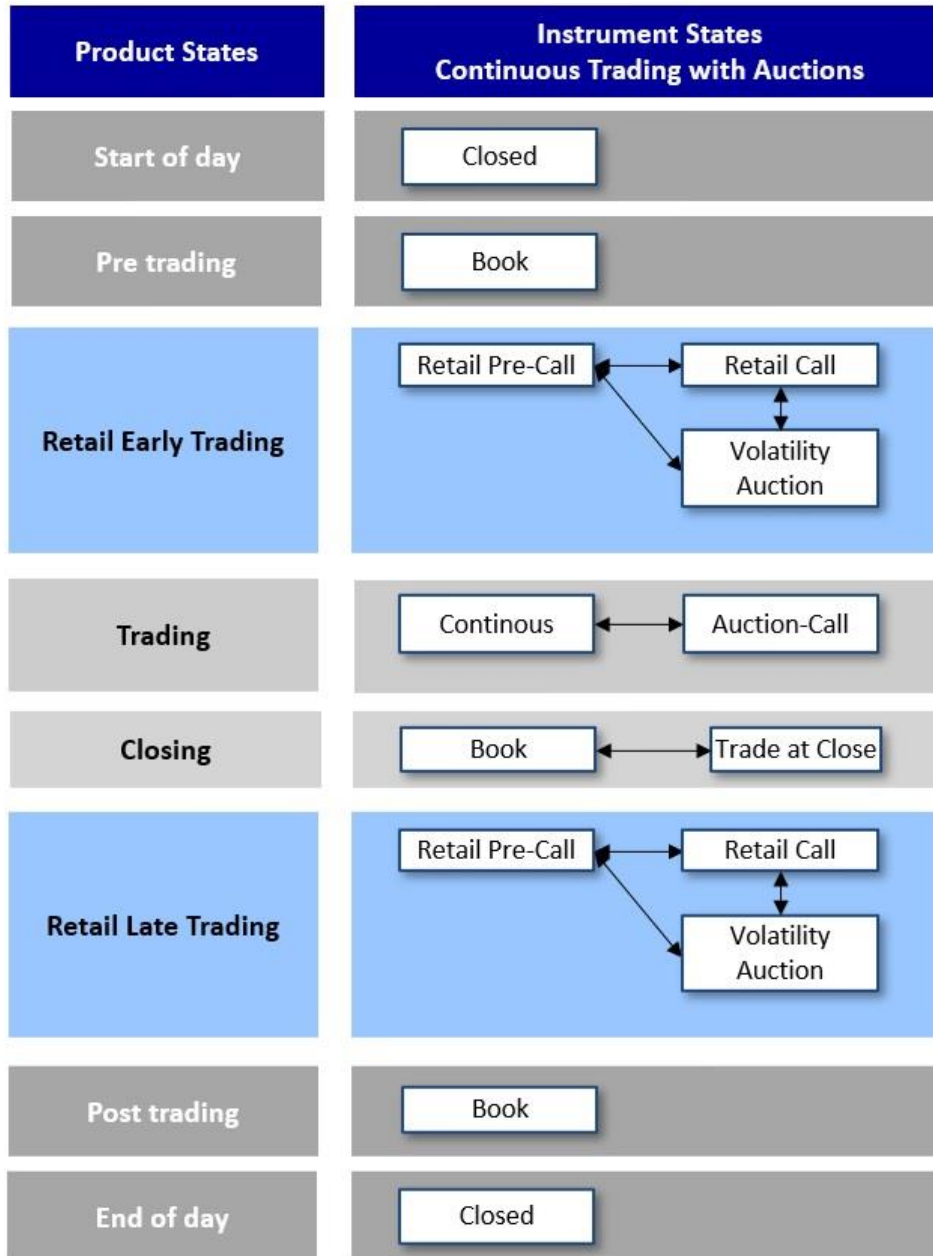 Product States
Instrument States
Continuous Trading with Auctions
Start of day
Closed
Pre trading
Book
Retail Early Trading
Retail Pre-Call
Retail Call
Volatility
Auction
Trading
Continous
Auction-Call
Closing
Book
Trade at Close
Retail Late Trading
Retail Pre-Call
Retail Call
Volatility
Auction
Post trading
Book
End of day
Closed